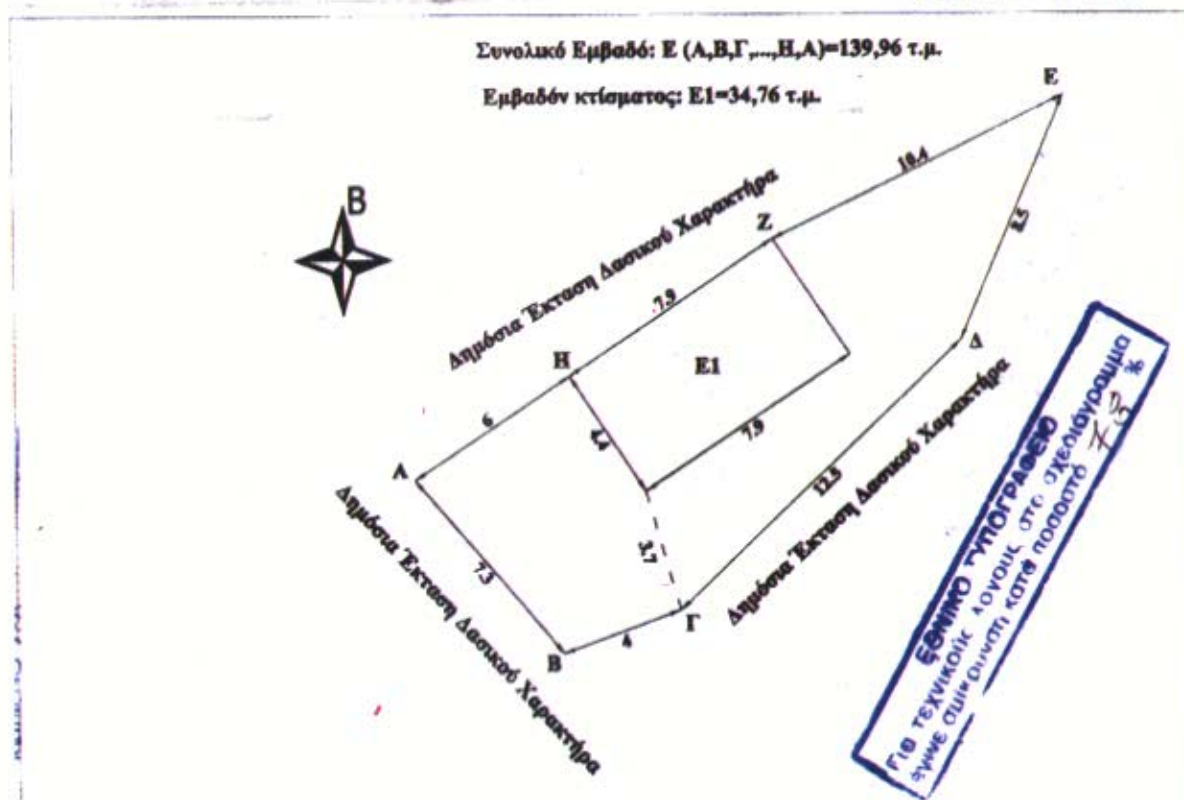 Συνολικό Εμβαδό: Ε (Α,Β,Γ,...,Η,Α)=139,96 τ.μ.
Εμβαδόν κτίσματος: Ε1=34,76 τ.μ.
Ε
10.4
Β
Δημόσια Έκταση Δασικού Χαρακτήρα
Ζ
8.5
7.9
Η
Ε1
Δ
6
4.4
7.9
Α
12.5
Δημόσια Έκταση Δασικού Χαρακτήρα
7.3
3.7
Δημόσια Έκταση Δασικού Χαρακτήρα
Γ
4
Β
ΕΘΝΙΚΟ ΤΥΠΟΓΡΑΦΕΙΟ
Για τεχνικούς λόγους στο σχεδιάγραμμα
έγινε σμίκρυνση κατά ποσοστό %